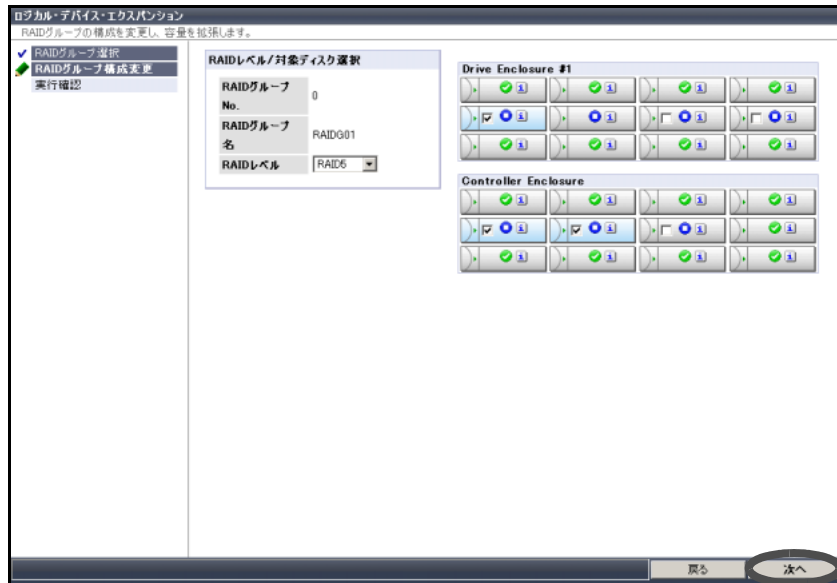 ロジカル・デバイス・エクスパンション
RAIDグループの構成を変更し、容量を拡張します。
RAIDグループ選択
RAIDグループ構成変更
実行確認
RAIDレベル/対象ディスク選択
RAIDグループNo.
0
RAIDグループ名
RAIDG01
RAIDレベル
RAID5
Drive Enclosure #1
Controller Enclosure
戻る
次へ